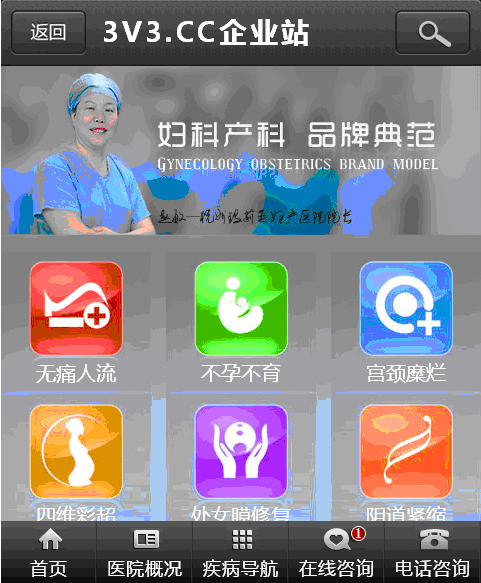 返回
3V3.CC企业站
妇科产科 品牌典范
GYNECOLOGY OBSTETRICS BRAND MODEL
无痛人流
不孕不育
宫颈糜烂
四维彩超
处女膜修复
阴道紧缩
1
首页
医院概况
疾病导航
在线咨询
电话咨询